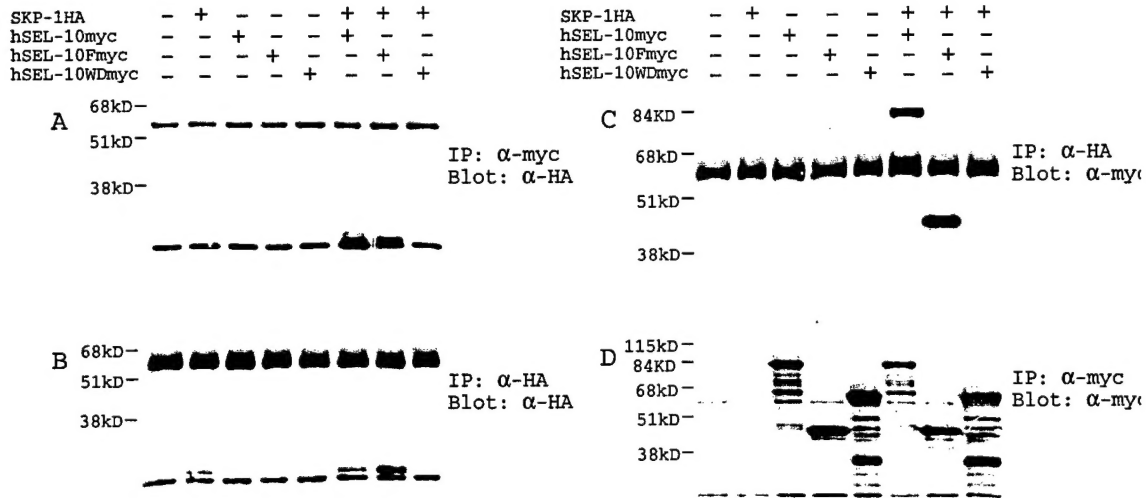 SKP-1HA - + - - - + + +
hSEL-10myc - - + - - + - -
hSEL-10Fmyc - - - + - - + -
hSEL-10WDmyc - - - - + - - +
A
68kD-
51kD-
38kD-
IP: α-myc
Blot: α-HA
B
68kD-
51kD-
38kD-
IP: α-HA
Blot: α-HA
SKP-1HA - + - - - + + +
hSEL-10myc - - + - - + - -
hSEL-10Fmyc - - - + - - + -
hSEL-10WDmyc - - - - + - - +
C
84KD-
68kD-
51kD-
38kD-
IP: α-HA
Blot: α-myc
D
115kD-
84KD-
68kD-
51kD-
38kD-
IP: α-myc
Blot: α-myc